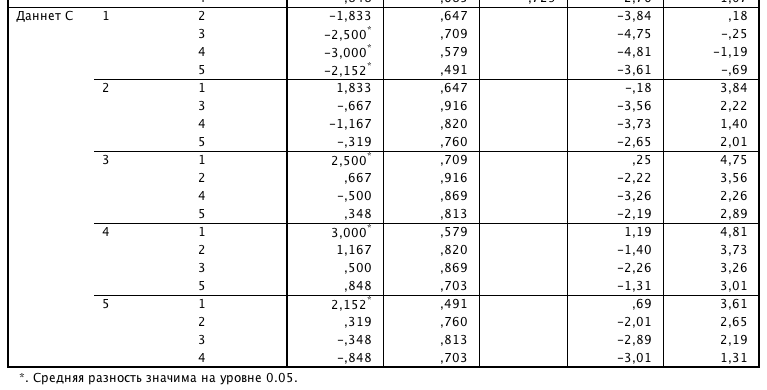 Даннет C 1 2 -1,833 ,647 -3,84 ,18
3 -2,500* ,709 -4,75 -,25
4 -3,000* ,579 -4,81 -1,19
5 -2,152* ,491 -3,61 -,69
2 1 1,833 ,647 -,18 3,84
3 -,667 ,916 -3,56 2,22
4 -1,167 ,820 -3,73 1,40
5 -,319 ,760 -2,65 2,01
3 1 2,500* ,709 ,25 4,75
2 ,667 ,916 -2,22 3,56
4 -,500 ,869 -3,26 2,26
5 ,348 ,813 -2,19 2,89
4 1 3,000* ,579 1,19 4,81
2 1,167 ,820 -1,40 3,73
3 ,500 ,869 -2,26 3,26
5 ,848 ,703 -1,31 3,01
5 1 2,152* ,491 ,69 3,61
2 ,319 ,760 -2,01 2,65
3 -,348 ,813 -2,89 2,19
4 -,848 ,703 -3,01 1,31
*. Средняя разность значима на уровне 0.05.